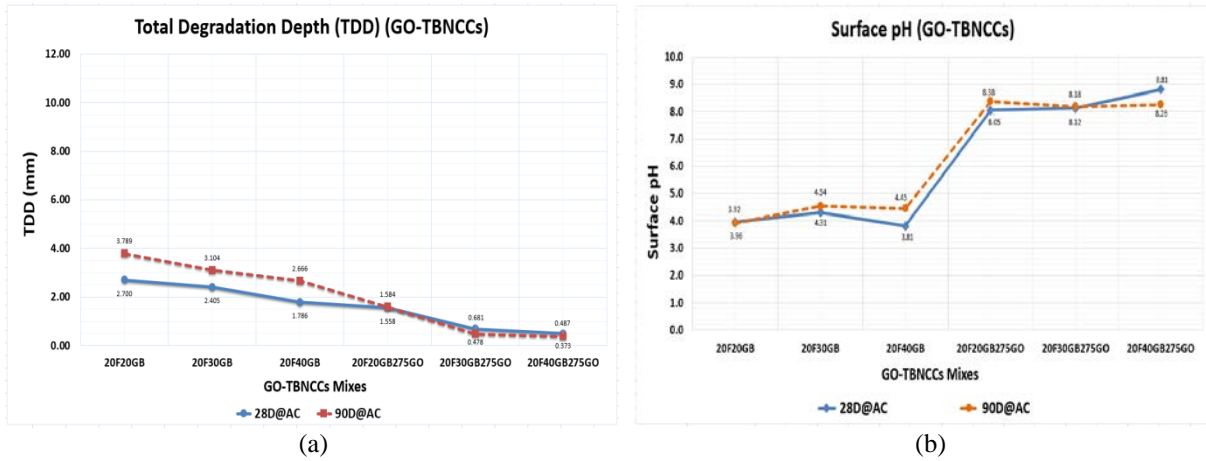 Total Degradation Depth (TDD) (GO-TBNCCs)
12.00
10.00
8.00
6.00
4.00
2.00
0.00
TDD (mm)
3.789
3.104
2.666
1.584
0.681
0.487
2.700
2.405
1.786
1.558
0.478
0.373
20F20GB
20F30GB
20F40GB
20F20GB275GO
20F30GB275GO
20F40GB275GO
GO-TBNCCs Mixes
28D@AC
90D@AC
(a)
Surface pH (GO-TBNCCs)
10.0
9.0
8.0
7.0
6.0
5.0
4.0
3.0
2.0
1.0
0.0
Surface pH
8.38
8.18
8.05
8.12
8.25
4.54
4.45
3.92
3.96
4.31
3.81
20F20GB
20F30GB
20F40GB
20F20GB275GO
20F30GB275GO
20F40GB275GO
GO-TBNCCs Mixes
28D@AC
90D@AC
(b)